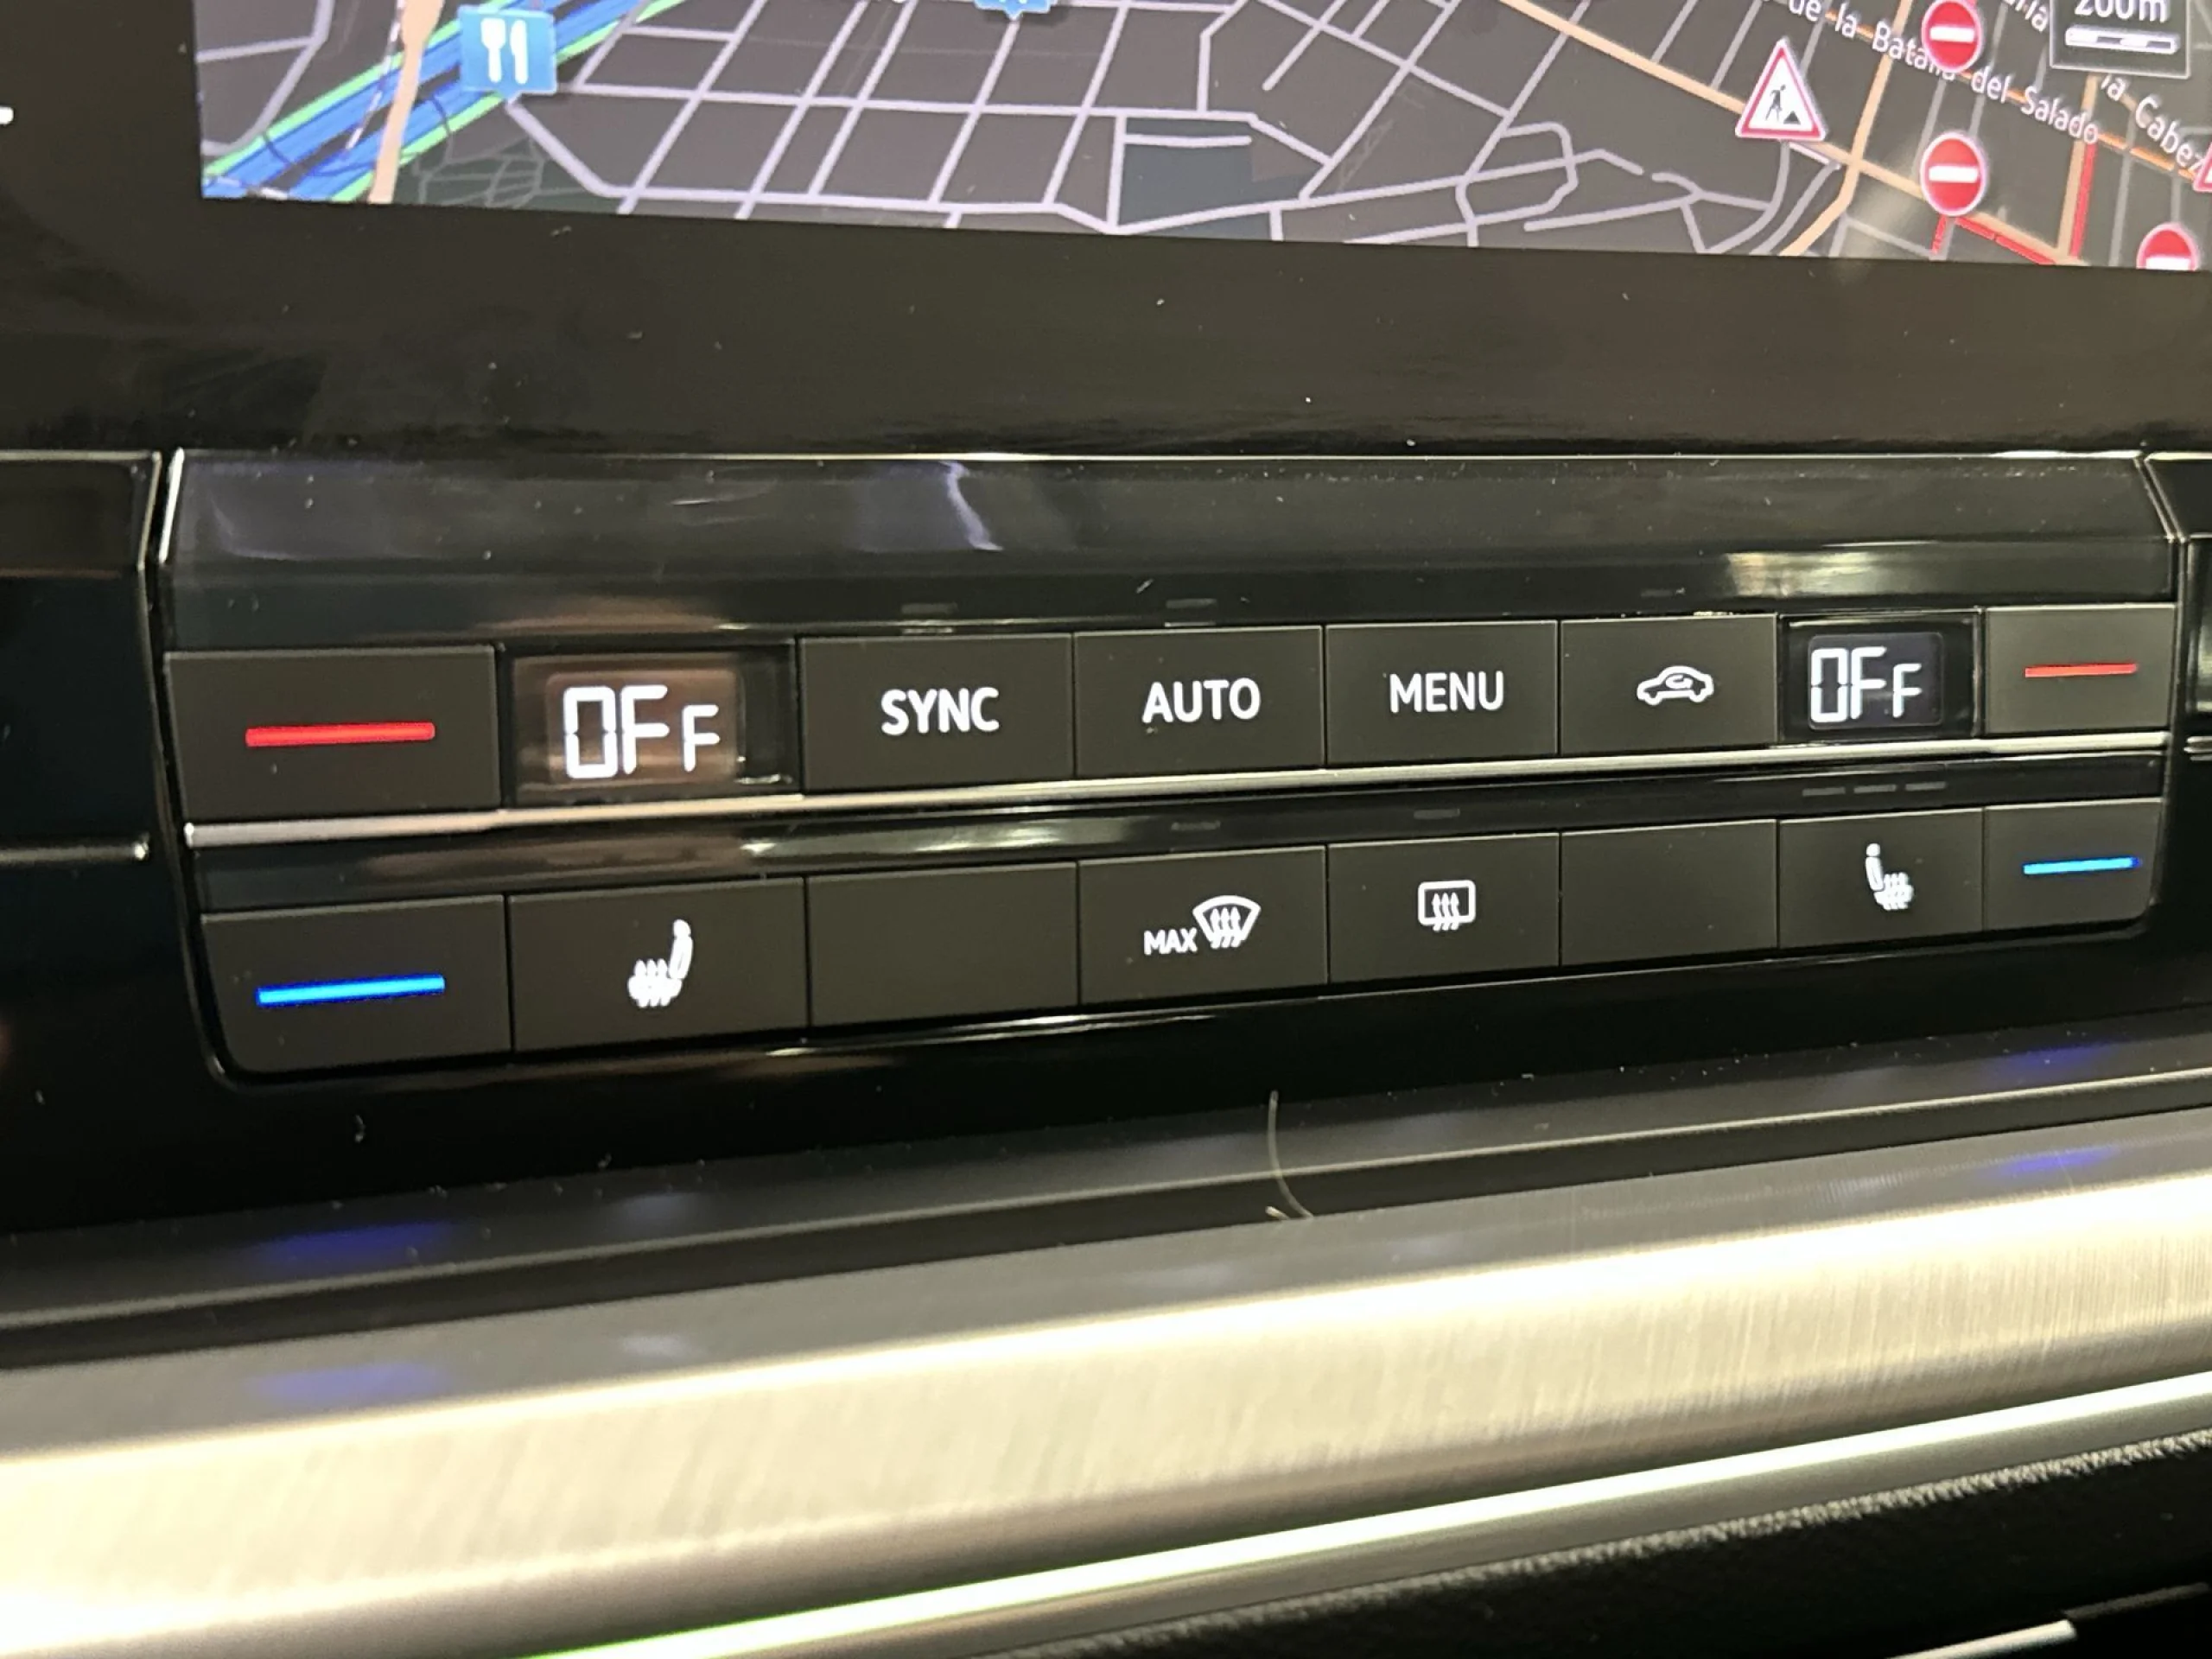 200m
de la Batalla del Salado
la Cabez
OFF
SYNC
AUTO
MENU
OFF
MAX